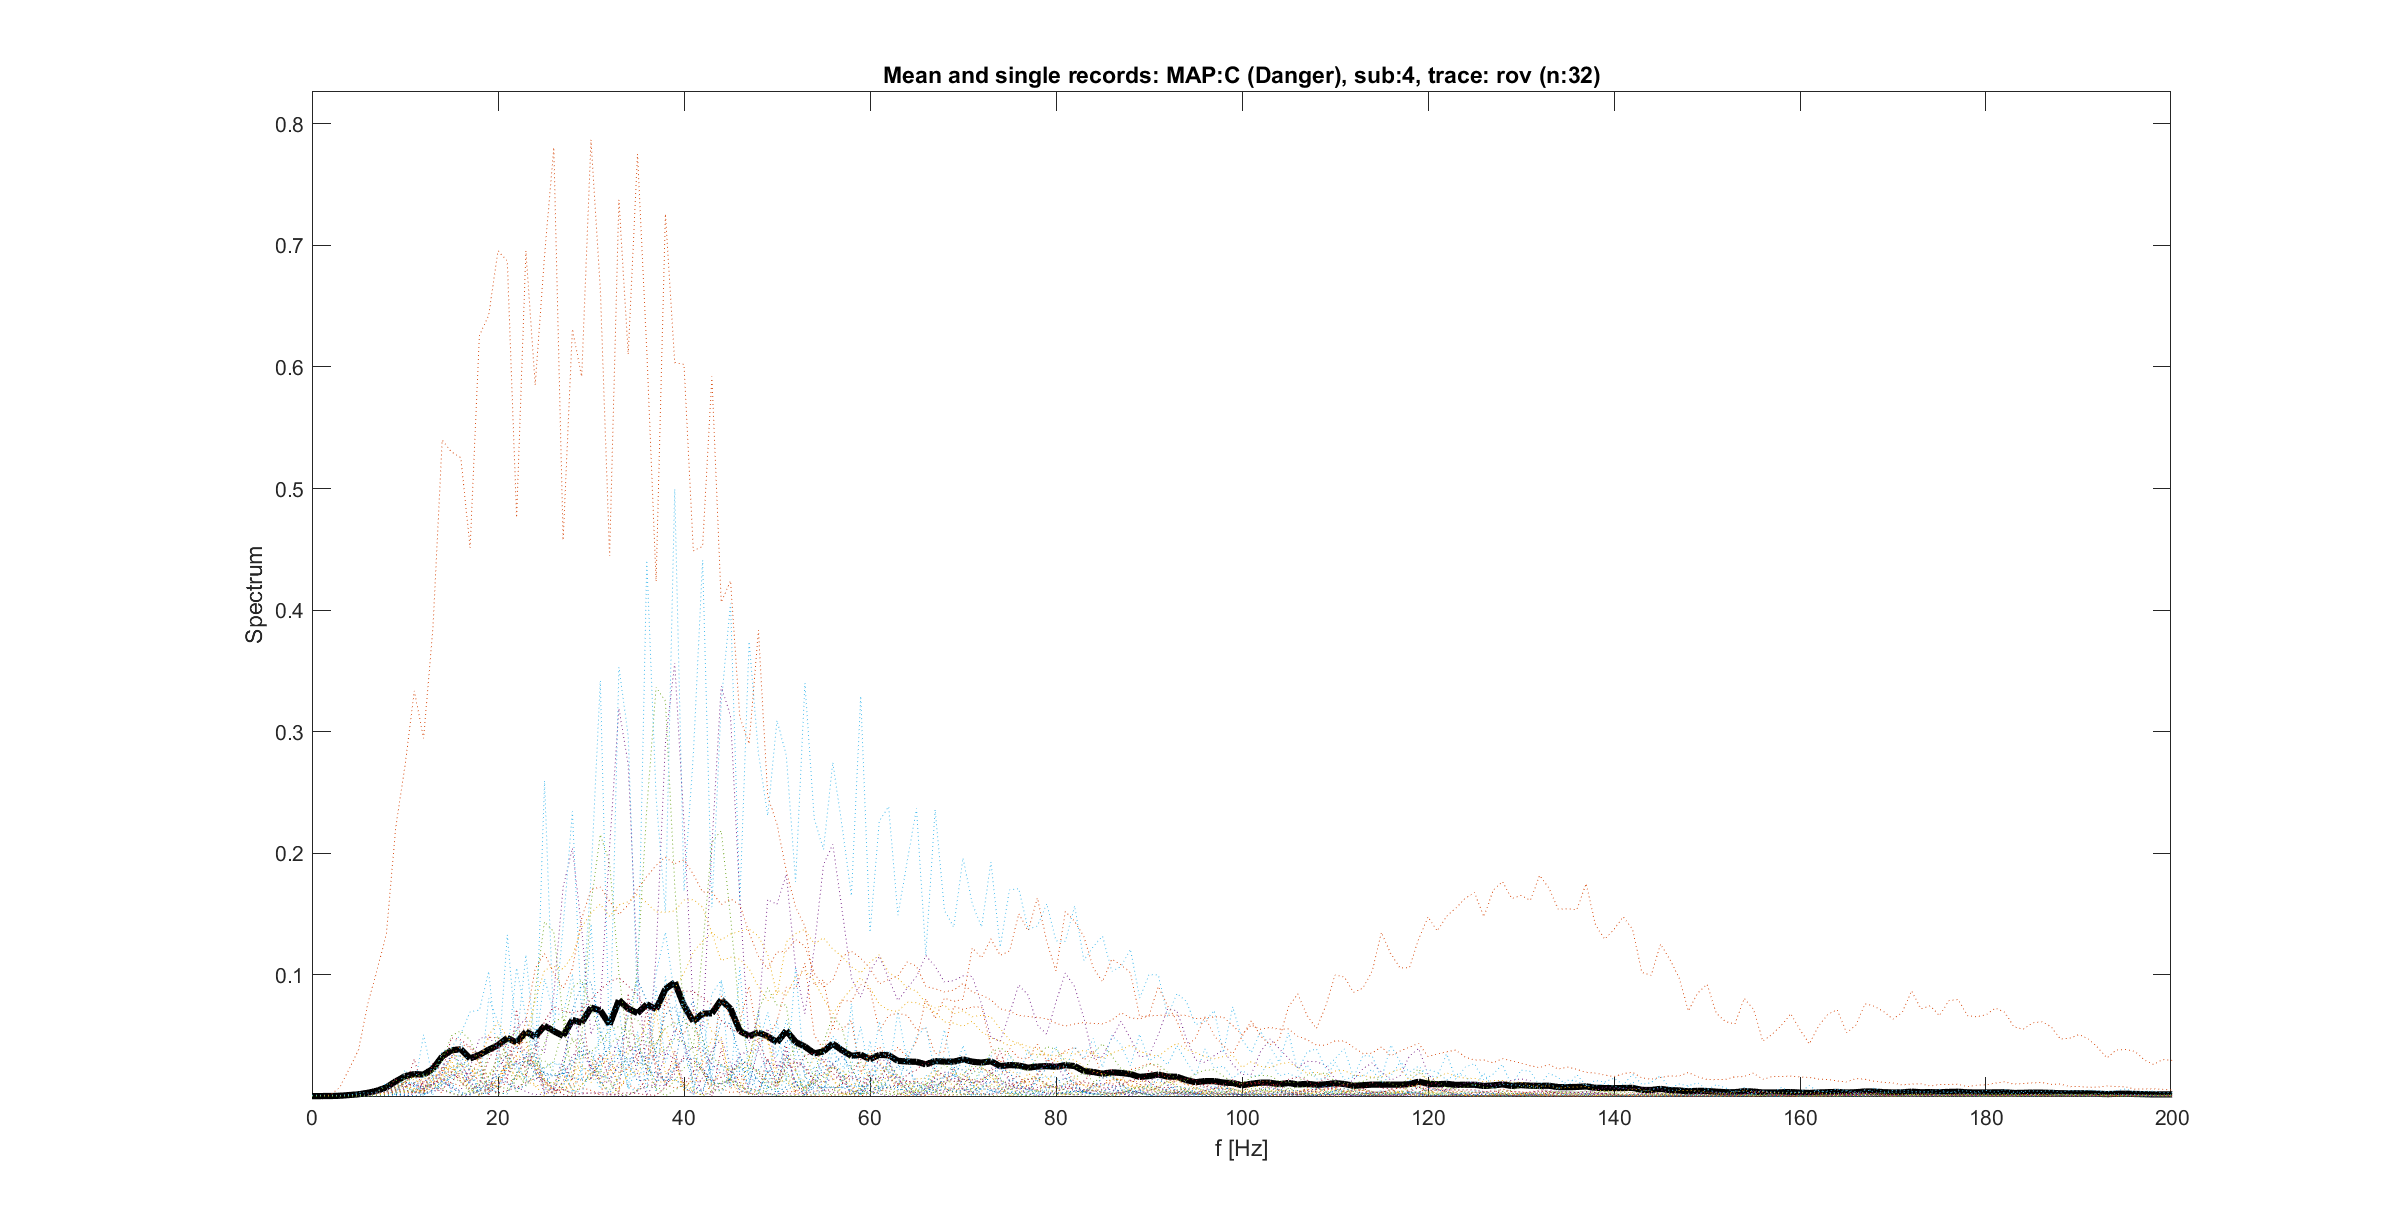 Mean and single records: MAP:C (Danger), sub:4, trace: rov (n:32)
0.8
0.7
0.6
0.5
0.4
0.3
0.2
0.1
Spectrum
0 20 40 60 80 100 120 140 160 180 200
f [Hz]